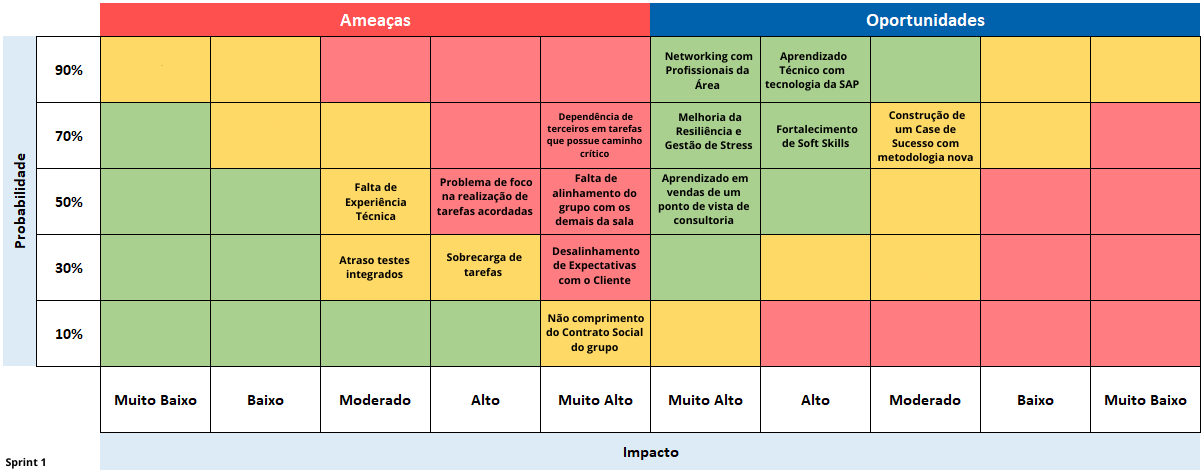 Ameaças
Oportunidades
Probabilidade
90%
Networking com
Profissionais da
Área
Aprendizado
Técnico com
tecnologia da SAP
70%
Dependência de
terceiros em tarefas
que possue caminho
crítico
Melhoria da
Resiliência e
Gestão de Stress
Fortalecimento
de Soft Skills
Construção de
um Case de
Sucesso com
metodologia nova
50%
Falta de
Experiência
Técnica
Problema de foco
na realização de
tarefas acordadas
Falta de
alinhamento do
grupo com os
demais da sala
Aprendizado em
vendas de um
ponto de vista de
consultoria
30%
Atraso testes
integrados
Sobrecarga de
tarefas
Desalinhamento
de Expectativas
com o Cliente
10%
Não comprimento
do Contrato Social
do grupo
Muito Baixo
Baixo
Moderado
Alto
Muito Alto
Muito Alto
Alto
Moderado
Baixo
Muito Baixo
Impacto
Sprint 1